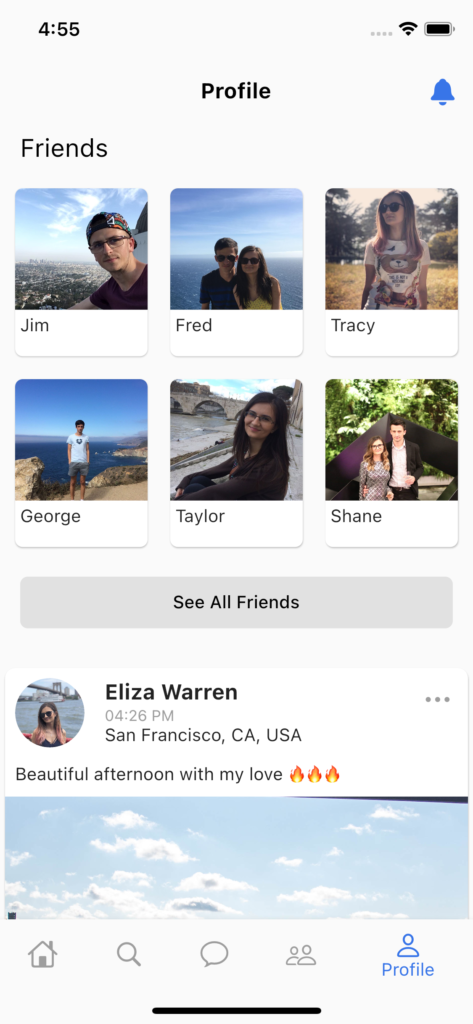 4:55
Profile
Friends
Jim
Fred
Tracy
George
Taylor
Shane
See All Friends
Eliza Warren
04:26 PM
San Francisco, CA, USA
Beautiful afternoon with my love 🔥🔥🔥
Profile